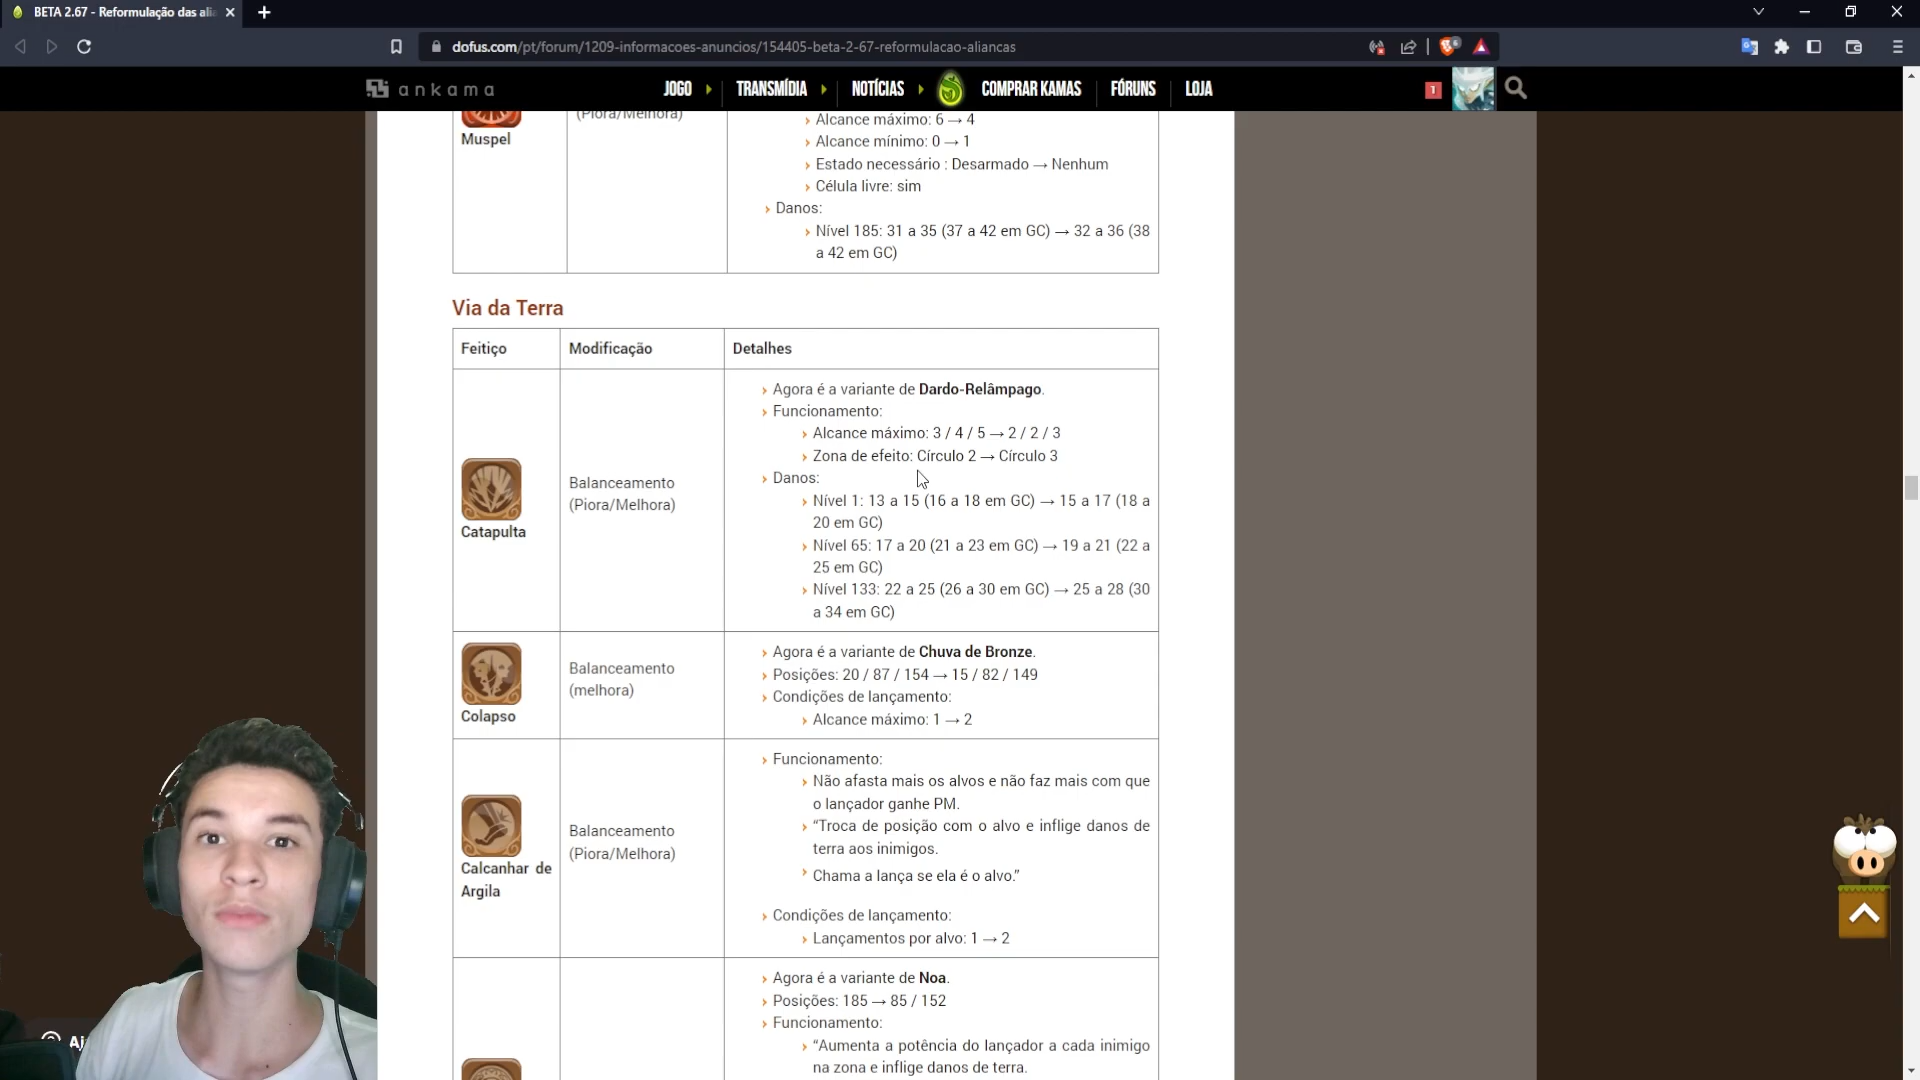 BETA 2.67 - Reformulação das ali
dofus.com/pt/forum/1209-informacoes-anuncios/154405-beta-2-67-reformulacao-aliancas
ankama
JOGO
TRANSMÍDIA
NOTÍCIAS
COMPRAR KAMAS
FÓRUNS
LOJA
1
Muspel
(Piora/Melhora)
Alcance máximo: 6 → 4
Alcance mínimo: 0 → 1
Estado necessário : Desarmado → Nenhum
Célula livre: sim
Danos:
Nível 185: 31 a 35 (37 a 42 em GC) → 32 a 36 (38
a 42 em GC)
Via da Terra
Feitiço
Modificação
Detalhes
Catapulta
Balanceamento
(Piora/Melhora)
Agora é a variante de Dardo-Relâmpago.
Funcionamento:
Alcance máximo: 3 / 4 / 5 → 2 / 2 / 3
Zona de efeito: Círculo 2 → Círculo 3
Danos:
Nível 1: 13 a 15 (16 a 18 em GC) → 15 a 17 (18 a
20 em GC)
Nível 65: 17 a 20 (21 a 23 em GC) → 19 a 21 (22 a
25 em GC)
Nível 133: 22 a 25 (26 a 30 em GC) → 25 a 28 (30
a 34 em GC)
Colapso
Balanceamento
(melhora)
Agora é a variante de Chuva de Bronze.
Posições: 20 / 87 / 154 → 15 / 82 / 149
Condições de lançamento:
Alcance máximo: 1 → 2
Calcanhar de
Argila
Balanceamento
(Piora/Melhora)
Funcionamento:
Não afasta mais os alvos e não faz mais com que
o lançador ganhe PM.
“Troca de posição com o alvo e inflige danos de
terra aos inimigos.
Chama a lança se ela é o alvo.”
Condições de lançamento:
Lançamentos por alvo: 1 → 2
Agora é a variante de Noa.
Posições: 185 → 85 / 152
Funcionamento:
“Aumenta a potência do lançador a cada inimigo
na zona e inflige danos de terra.